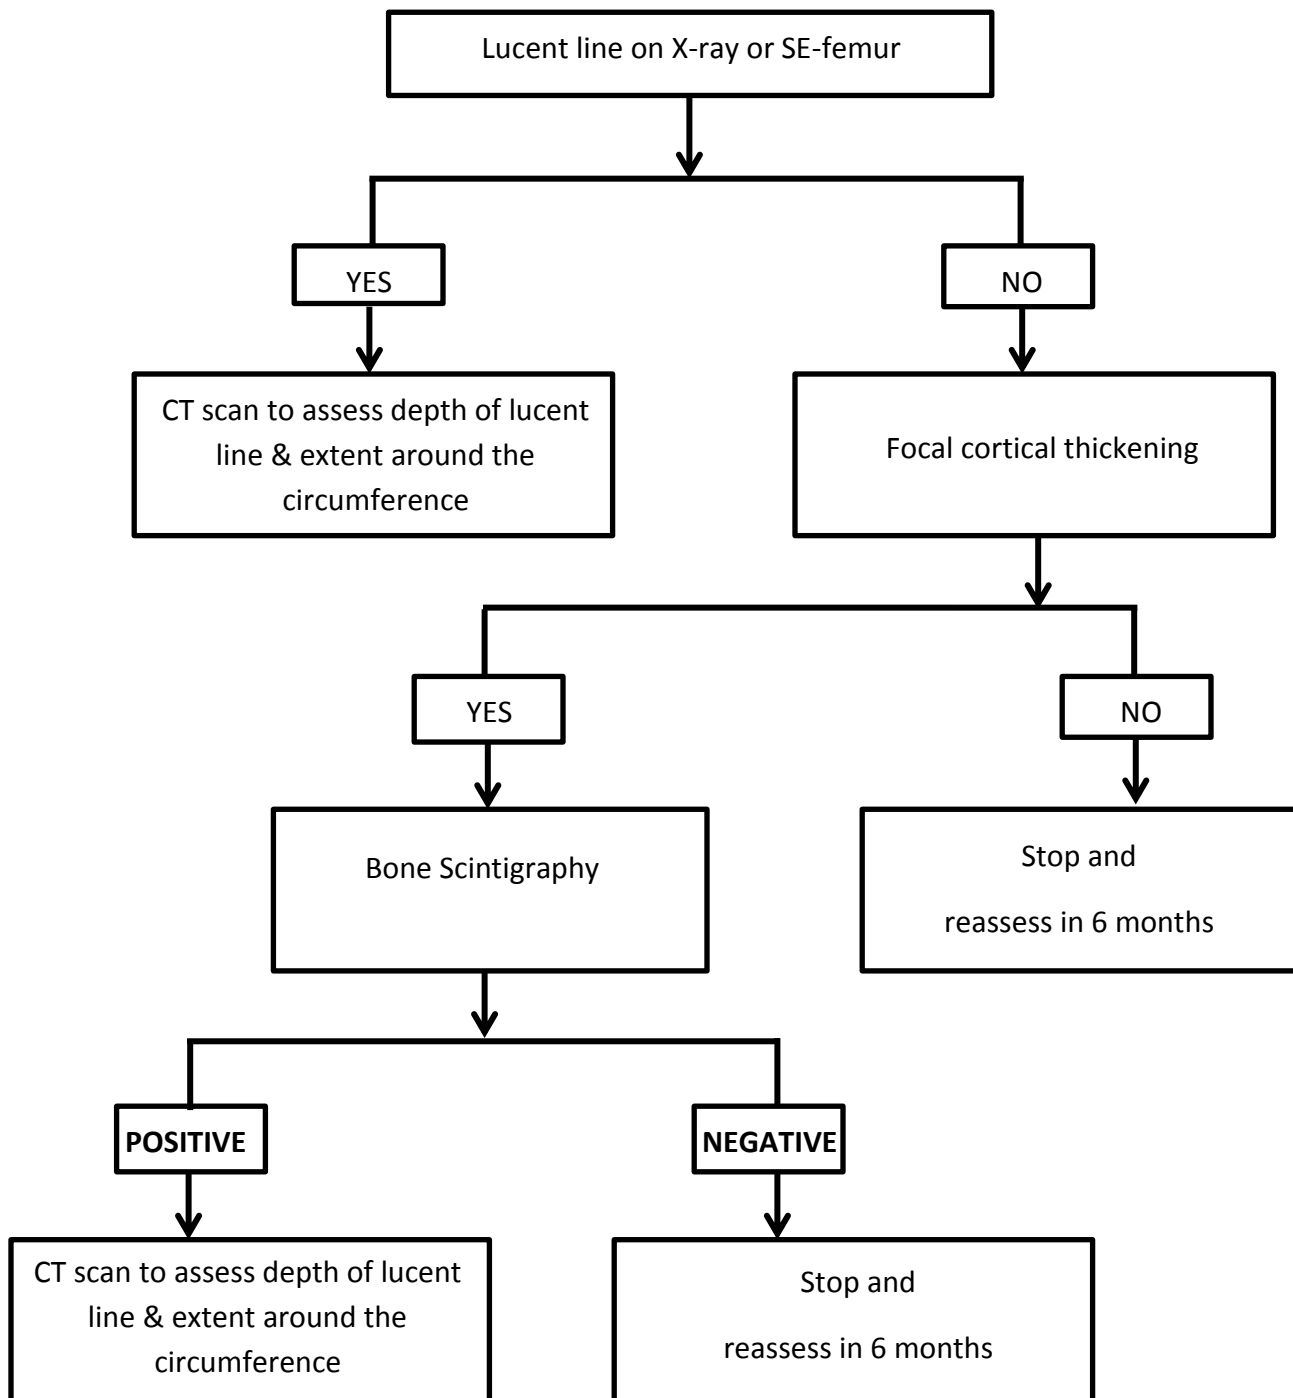 Lucent line on X-ray or SE-femur
YES
NO
CT scan to assess depth of lucent
line & extent around the
circumference
Focal cortical thickening
YES
NO
Bone Scintigraphy
Stop and
reassess in 6 months
POSITIVE
NEGATIVE
CT scan to assess depth of lucent
line & extent around the
circumference
Stop and
reassess in 6 months